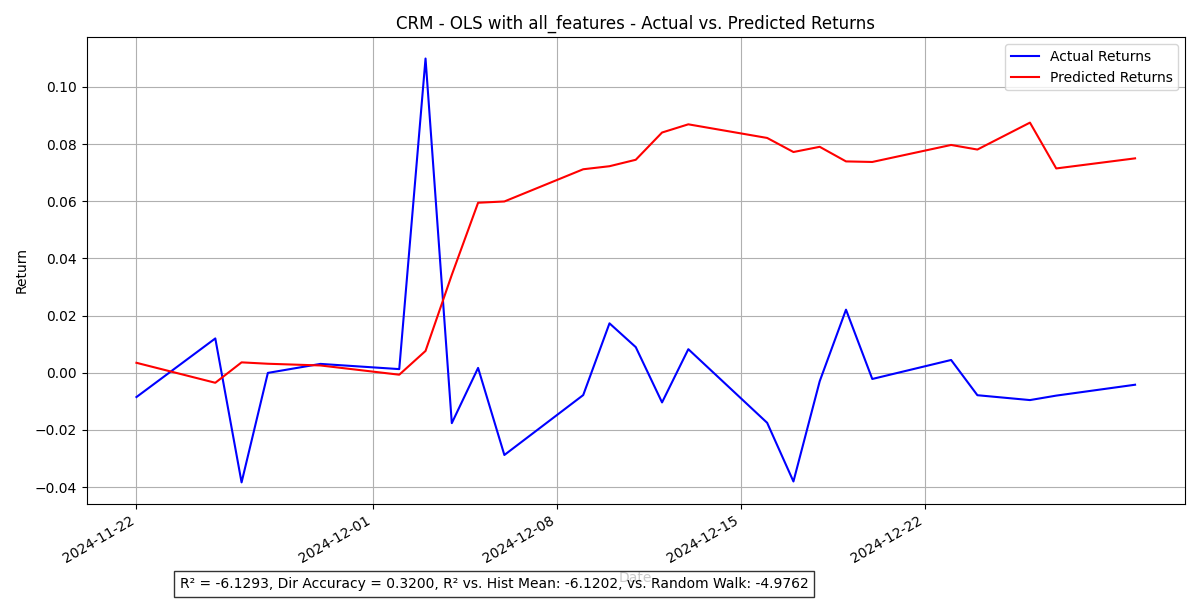 CRM - OLS with all_features - Actual vs. Predicted Returns
Actual Returns
Predicted Returns
Return
0.10
0.08
0.06
0.04
0.02
0.00
−0.02
−0.04
2024-11-22
2024-12-01
2024-12-08
2024-12-15
2024-12-22
Date
R² = -6.1293, Dir Accuracy = 0.3200, R² vs. Hist Mean: -6.1202, vs. Random Walk: -4.9762